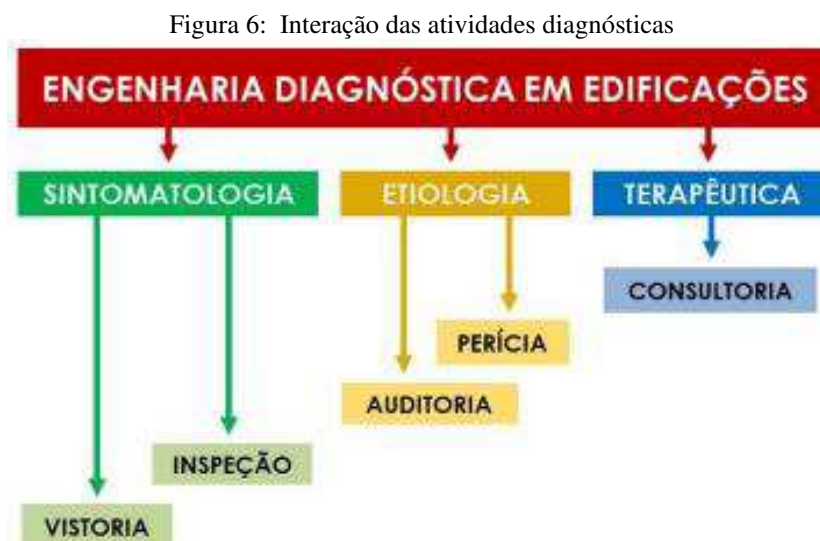 Figura 6: Interação das atividades diagnósticas
ENGENHARIA DIAGNÓSTICA EM EDIFICAÇÕES
SINTOMATOLOGIA
ETIOLOGIA
TERAPÊUTICA
CONSULTORIA
PERÍCIA
AUDITORIA
INSPEÇÃO
VISTORIA